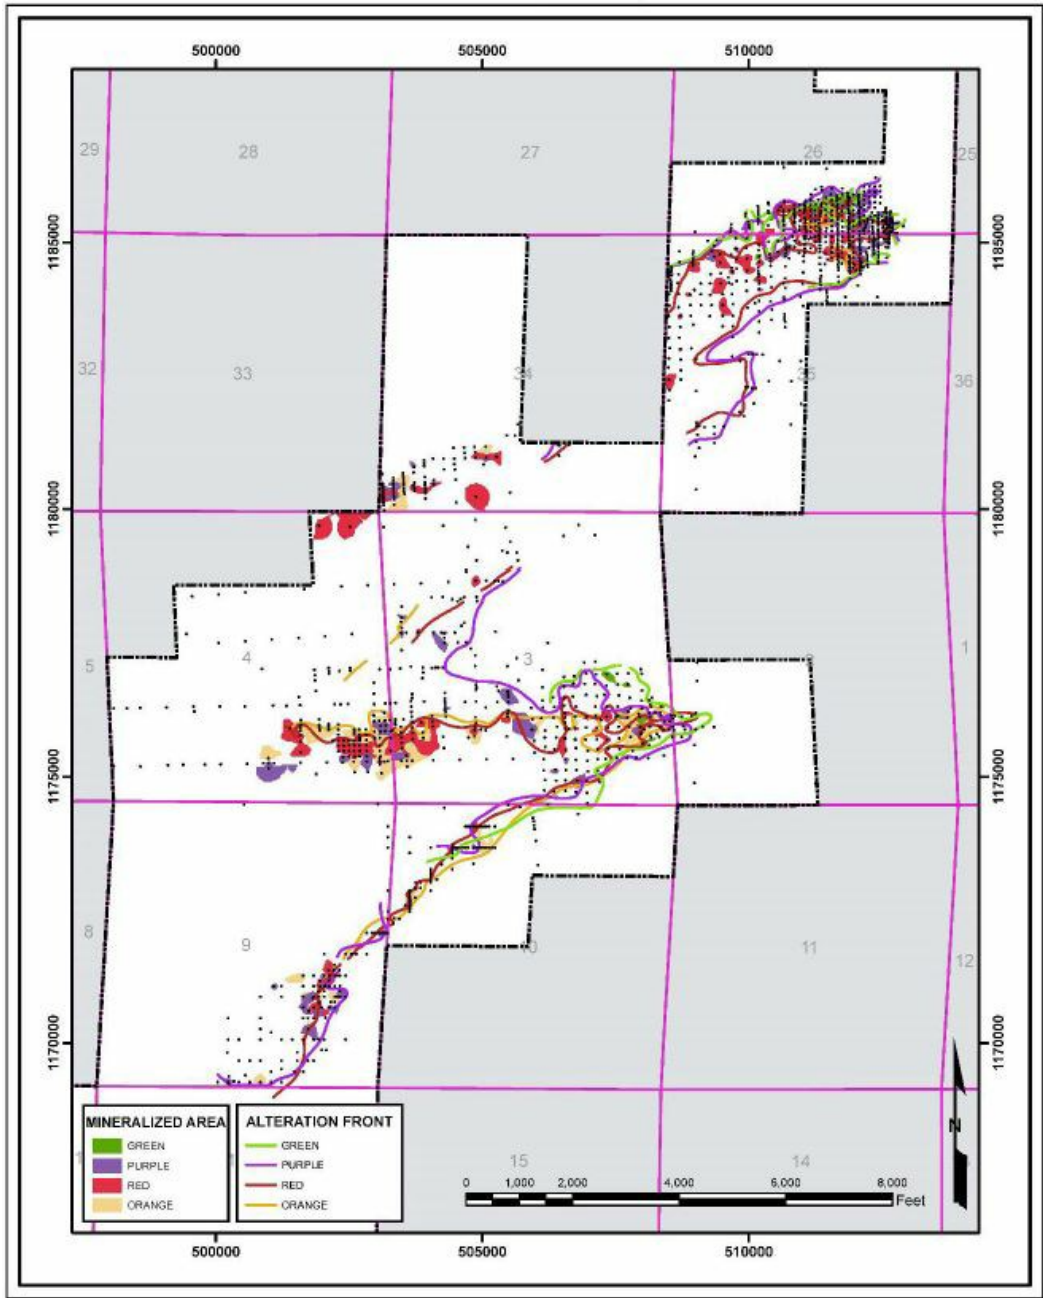 500000 505000 510000
29 28 27 26 25
1185000 1185000
32 33 34 35 36
1180000 1180000
5 4 3 1
1175000 1175000
8 9 10 11 12
1170000 1170000
N
MINERALIZED AREA
GREEN
PURPLE
RED
ORANGE
ALTERATION FRONT
GREEN
PURPLE
RED
ORANGE
15 14
0 1,000 2,000 4,000 6,000 8,000
Feet
500000 505000 510000